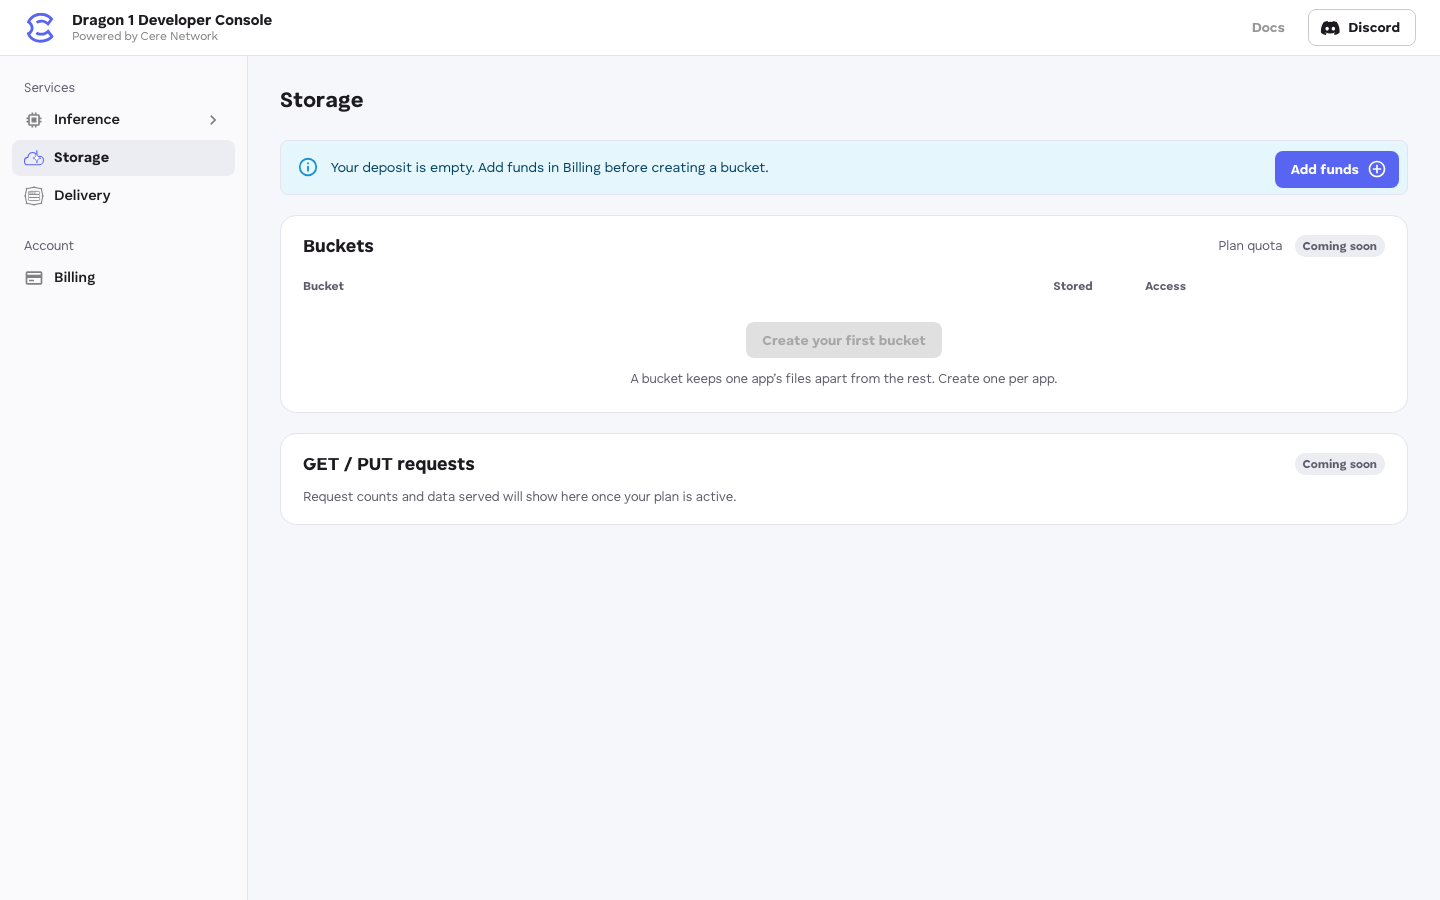 Dragon 1 Developer Console
Powered by Cere Network
Docs
Discord
Services
Inference
Storage
Delivery
Account
Billing
Storage
Your deposit is empty. Add funds in Billing before creating a bucket.
Add funds
Buckets
Plan quota
Coming soon
Bucket
Stored
Access
Create your first bucket
A bucket keeps one app’s files apart from the rest. Create one per app.
GET / PUT requests
Coming soon
Request counts and data served will show here once your plan is active.